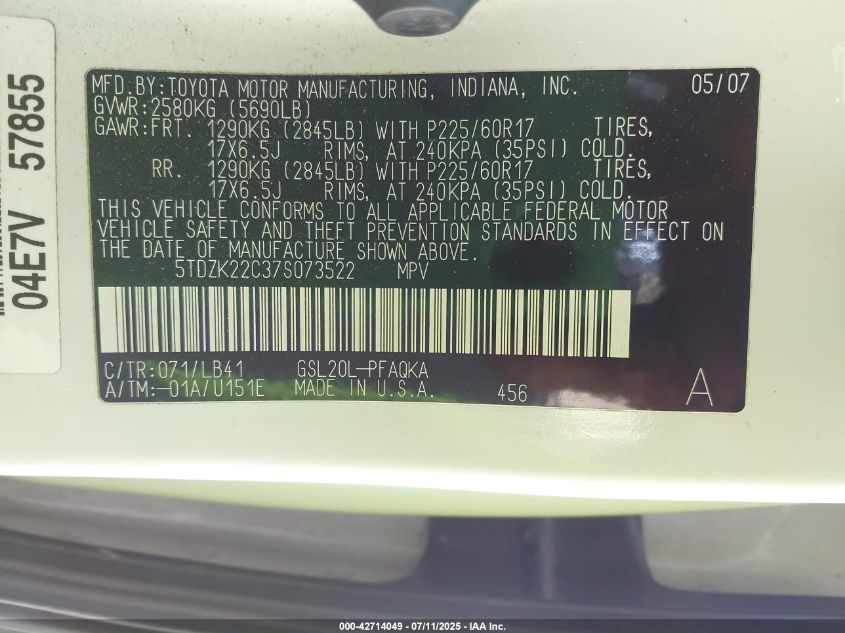 MFD. BY: TOYOTA MOTOR MANUFACTURING, INDIANA, INC. 05/07
GVWR: 2580KG (5690LB)
GAWR: FRT. 1290KG (2845LB) WITH P225/60R17 TIRES,
17X6.5J RIMS, AT 240KPA (35PSI) COLD.
RR. 1290KG (2845LB) WITH P225/60R17 TIRES,
17X6.5J RIMS, AT 240KPA (35PSI) COLD.
THIS VEHICLE CONFORMS TO ALL APPLICABLE FEDERAL MOTOR
VEHICLE SAFETY AND THEFT PREVENTION STANDARDS IN EFFECT ON
THE DATE OF MANUFACTURE SHOWN ABOVE.
5TDZK22C37S073522 MPV
C/TR: 071/LB41 GSL20L-PFAQKA
A/TM: -01A/U151E MADE IN U.S.A. 456 A
04E7V 57855
000-42714049 - 07/11/2025 - IAA Inc.